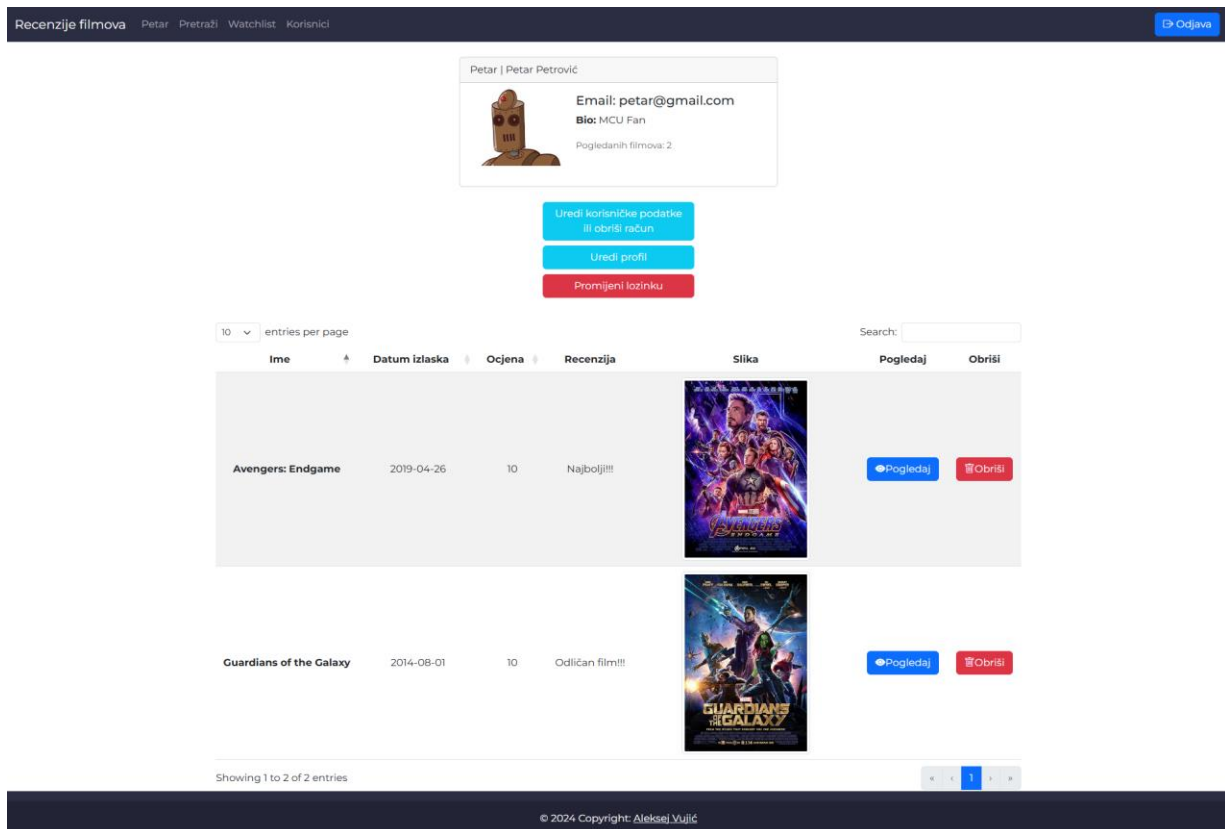 Recenzije filmova Petar Pretraži Watchlist Korisnici Odjava
Petar | Petar Petrović
Email: petar@gmail.com
Bio: MCU Fan
Pogledanih filmova: 2
Uredi korisničke podatke
ili obriši račun
Uredi profil
Promijeni lozinku
10 entries per page Search:
Ime Datum izlaska Ocjena Recenzija Slika Pogledaj Obriši
Avengers: Endgame 2019-04-26 10 Najbolji!!! Pogledaj Obriši
MARVEL STUDIOS
AVENGERS
ENDGAME
Guardians of the Galaxy 2014-08-01 10 Odličan film!!! Pogledaj Obriši
MARVEL
GUARDIANS
OF THE GALAXY
Showing 1 to 2 of 2 entries « ‹ 1 › »
© 2024 Copyright: Aleksej Vujić